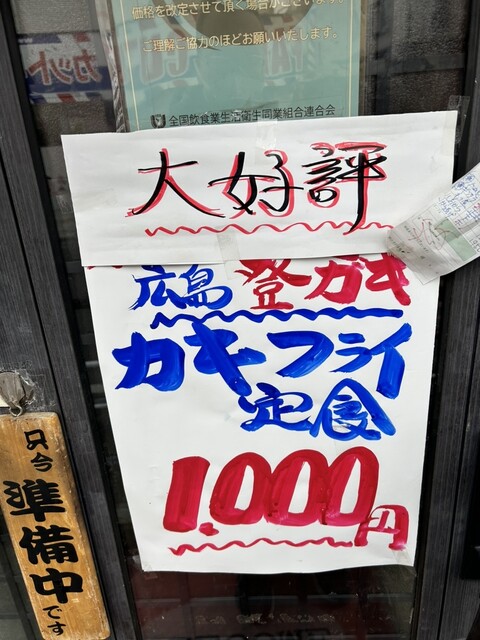 価格を改定させて頂く場合がございます。
ご理解ご協力のほどお願いいたします。
全国飲食業生活衛生同業組合連合会
カット
大好評
広島 登ガキ
カキフライ
定食
1,000円
只今
準備中
です